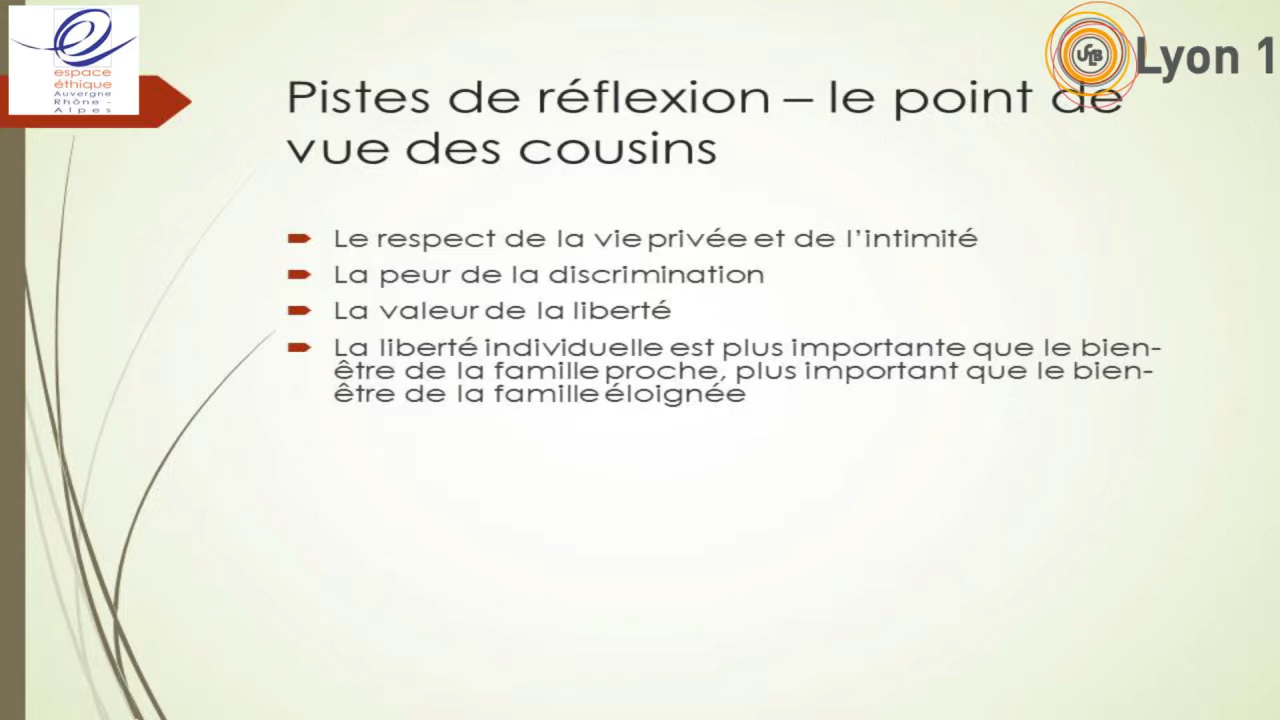 espace
éthique
Auvergne
Rhône -
Alpes
UCLB
Lyon 1
Pistes de réflexion – le point de
vue des cousins
Le respect de la vie privée et de l’intimité
La peur de la discrimination
La valeur de la liberté
La liberté individuelle est plus importante que le bien-
être de la famille proche, plus important que le bien-
être de la famille éloignée